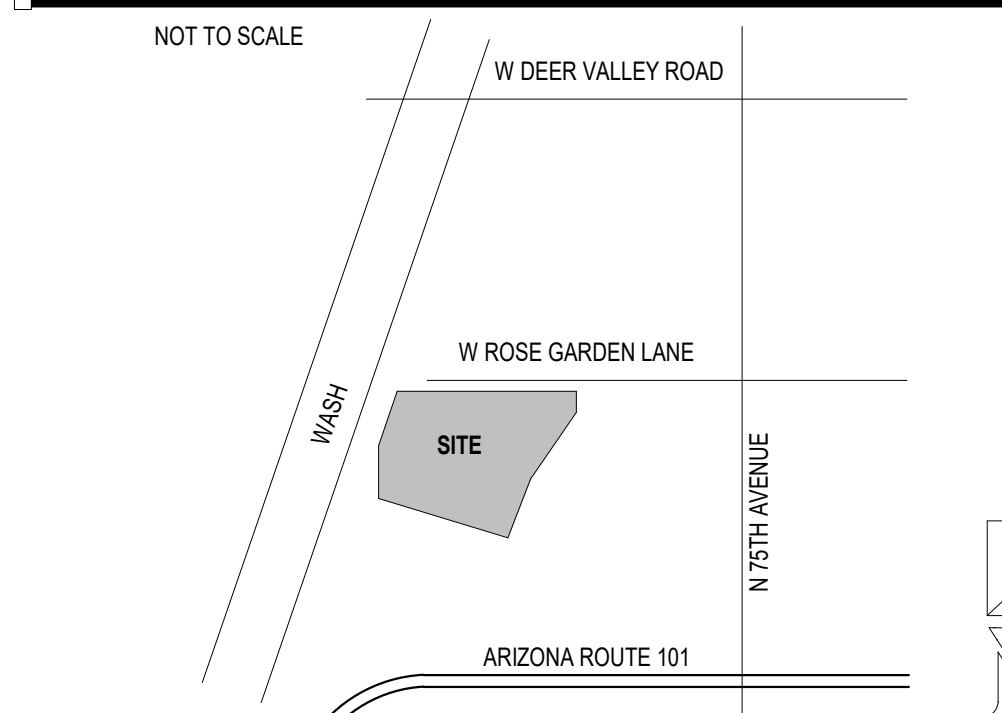 NOT TO SCALE
W DEER VALLEY ROAD
W ROSE GARDEN LANE
WASH
SITE
N 75TH AVENUE
ARIZONA ROUTE 101